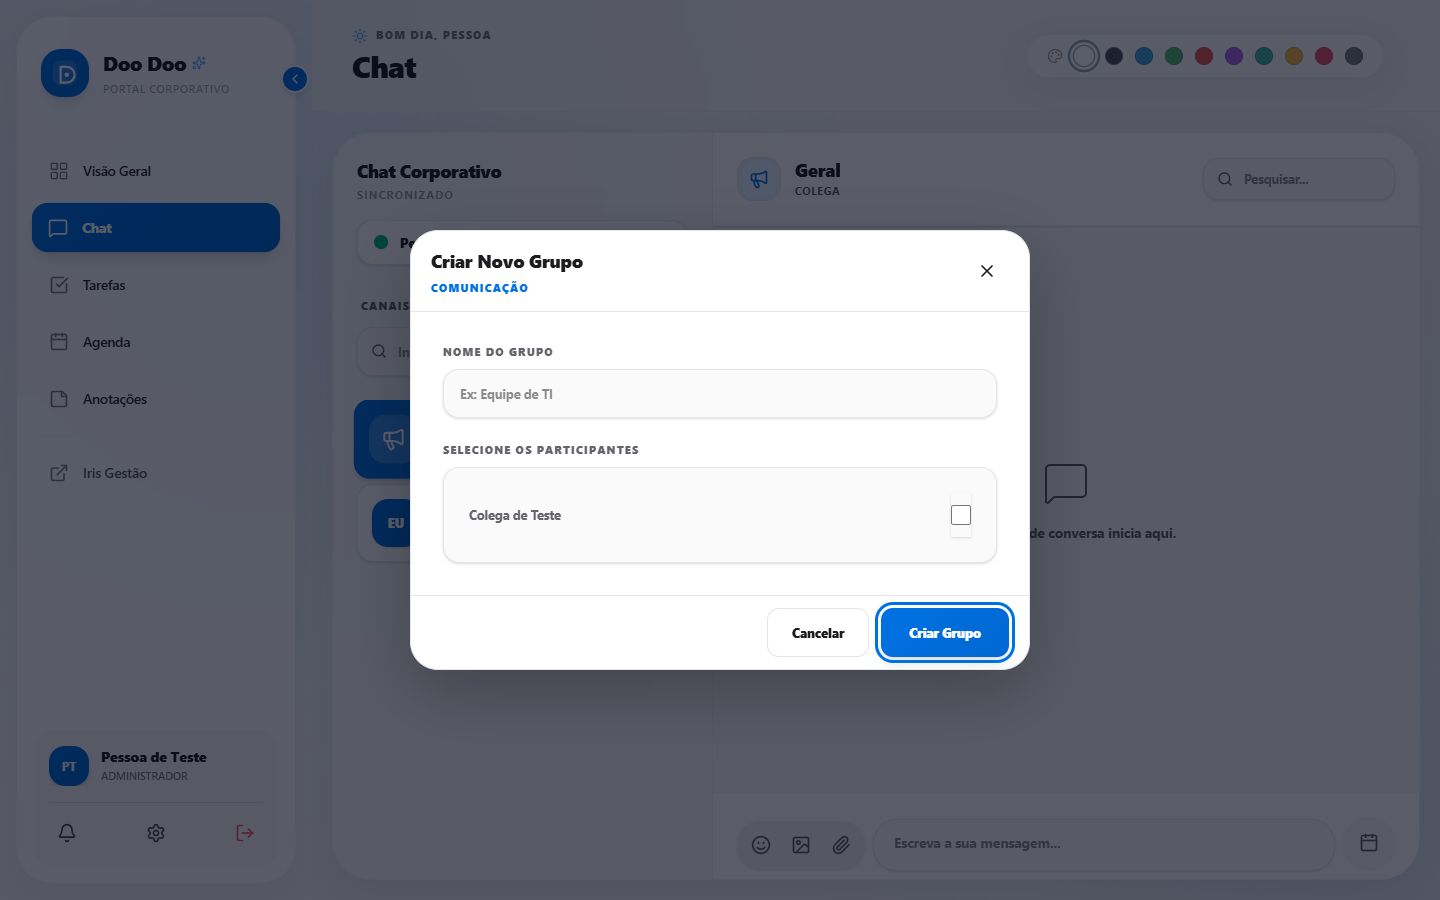 Doo Doo
PORTAL CORPORATIVO
Visão Geral
Chat
Tarefas
Agenda
Anotações
Iris Gestão
PT
Pessoa de Teste
ADMINISTRADOR
BOM DIA, PESSOA
Chat
Chat Corporativo
SINCRONIZADO
CANAIS
EU
Geral
COLEGA
Pesquisar...
de conversa inicia aqui.
Escreva a sua mensagem...
Criar Novo Grupo
COMUNICAÇÃO
NOME DO GRUPO
Ex: Equipe de TI
SELECIONE OS PARTICIPANTES
Colega de Teste
Cancelar
Criar Grupo